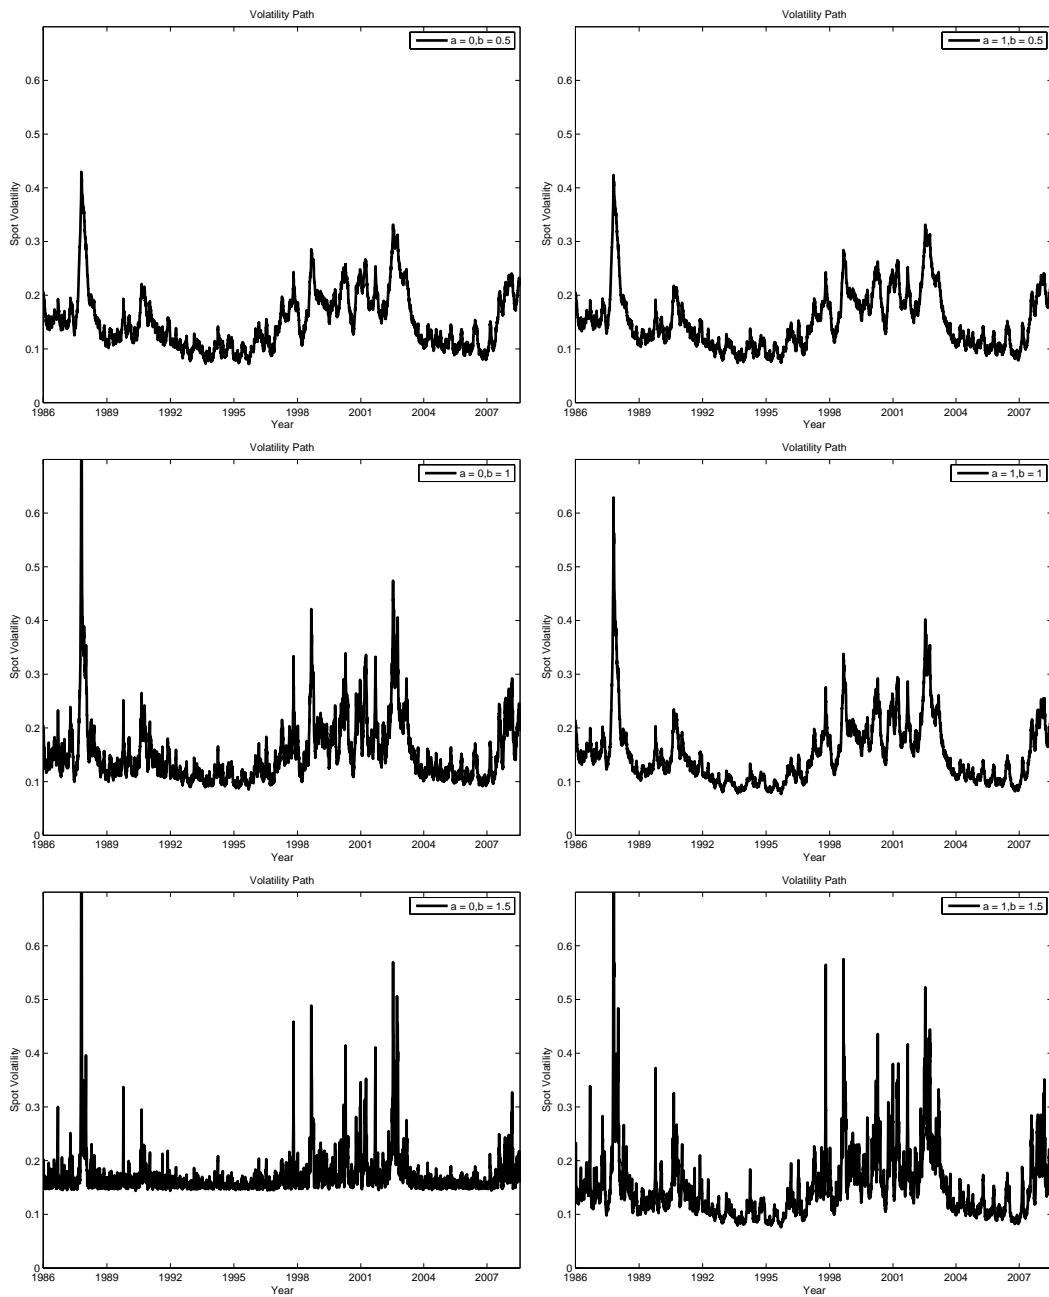 Volatility Path
a = 0,b = 0.5
Spot Volatility
0.6
0.5
0.4
0.3
0.2
0.1
0
1986 1989 1992 1995 1998 2001 2004 2007
Year
Volatility Path
a = 1,b = 0.5
Spot Volatility
0.6
0.5
0.4
0.3
0.2
0.1
0
1986 1989 1992 1995 1998 2001 2004 2007
Year
Volatility Path
a = 0,b = 1
Spot Volatility
0.6
0.5
0.4
0.3
0.2
0.1
0
1986 1989 1992 1995 1998 2001 2004 2007
Year
Volatility Path
a = 1,b = 1
Spot Volatility
0.6
0.5
0.4
0.3
0.2
0.1
0
1986 1989 1992 1995 1998 2001 2004 2007
Year
Volatility Path
a = 0,b = 1.5
Spot Volatility
0.6
0.5
0.4
0.3
0.2
0.1
0
1986 1989 1992 1995 1998 2001 2004 2007
Year
Volatility Path
a = 1,b = 1.5
Spot Volatility
0.6
0.5
0.4
0.3
0.2
0.1
0
1986 1989 1992 1995 1998 2001 2004 2007
Year